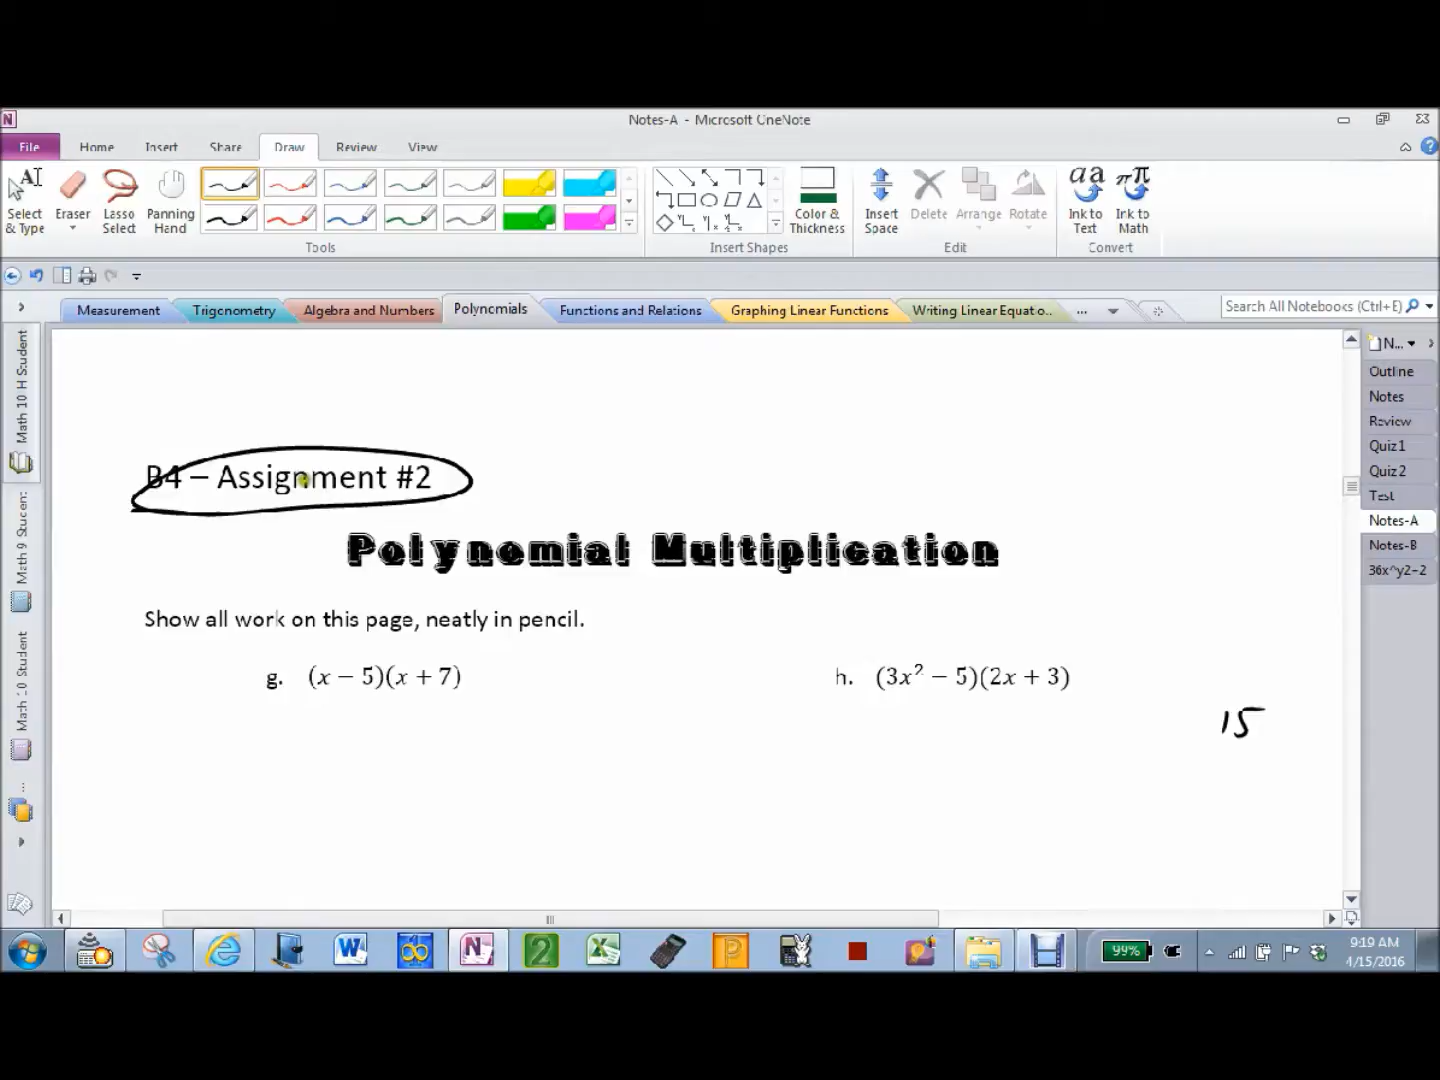 Notes-A - Microsoft OneNote
File Home Insert Share Draw Review View
Select & Type
Eraser
Lasso Select
Panning Hand
Color & Thickness
Insert Space
Delete
Arrange
Rotate
Ink to Text
Ink to Math
Tools Insert Shapes Edit Convert
Measurement Trigonometry Algebra and Numbers Polynomials Functions and Relations Graphing Linear Functions Writing Linear Equatio.. ...
Search All Notebooks (Ctrl+E)
Math 10 H Student
Math 9 Studen:
Math 10 Student
N...
Outline
Notes
Review
Quiz1
Quiz 2
Test
Notes-A
Notes-B
36x^y2-2
B4 – Assignment #2
Polynomial Multiplication
Show all work on this page, neatly in pencil.
g. (x − 5)(x + 7) h. (3x² − 5)(2x + 3)
15
99%
9:19 AM
4/15/2016